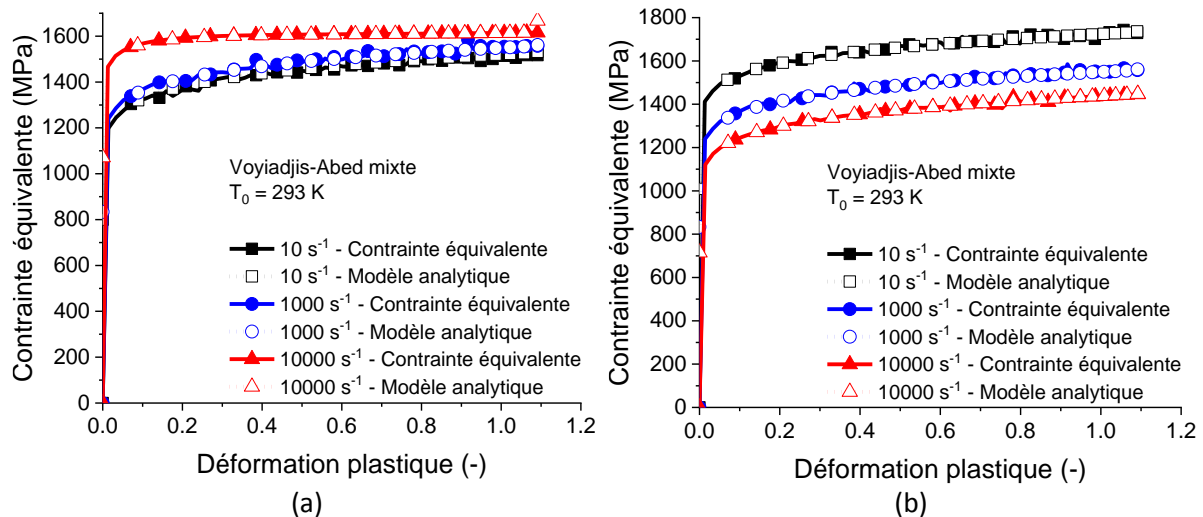 Contrainte équivalente (MPa)
1600
1400
1200
1000
800
600
400
200
0
Voyiadjis-Abed mixte
T₀ = 293 K
10 s⁻¹ - Contrainte équivalente
10 s⁻¹ - Modèle analytique
1000 s⁻¹ - Contrainte équivalente
1000 s⁻¹ - Modèle analytique
10000 s⁻¹ - Contrainte équivalente
10000 s⁻¹ - Modèle analytique
0.0 0.2 0.4 0.6 0.8 1.0 1.2
Déformation plastique (-)
(a)
Contrainte équivalente (MPa)
1800
1600
1400
1200
1000
800
600
400
200
0
Voyiadjis-Abed mixte
T₀ = 293 K
10 s⁻¹ - Contrainte équivalente
10 s⁻¹ - Modèle analytique
1000 s⁻¹ - Contrainte équivalente
1000 s⁻¹ - Modèle analytique
10000 s⁻¹ - Contrainte équivalente
10000 s⁻¹ - Modèle analytique
0.0 0.2 0.4 0.6 0.8 1.0 1.2
Déformation plastique (-)
(b)